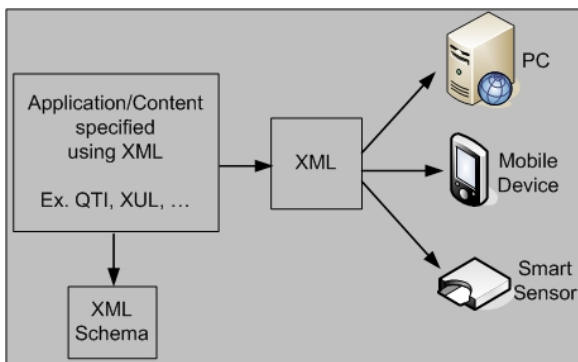 Application/Content
specified
using XML
Ex. QTI, XUL, ...
XML
Schema
XML
PC
Mobile
Device
Smart
Sensor